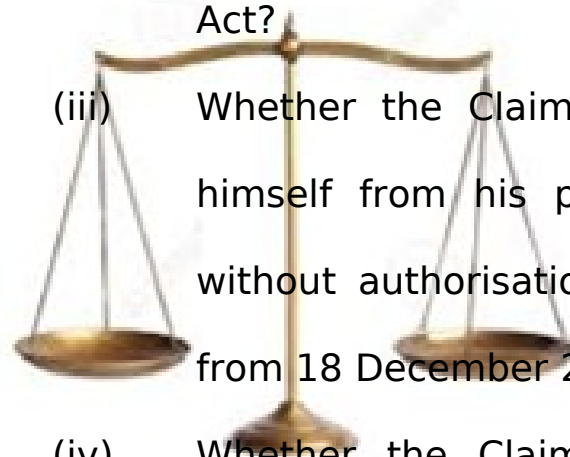 Act?
(iii) Whether the Claim
himself from his p
without authorisatio
from 18 December 2
(iv) Whether the Claim